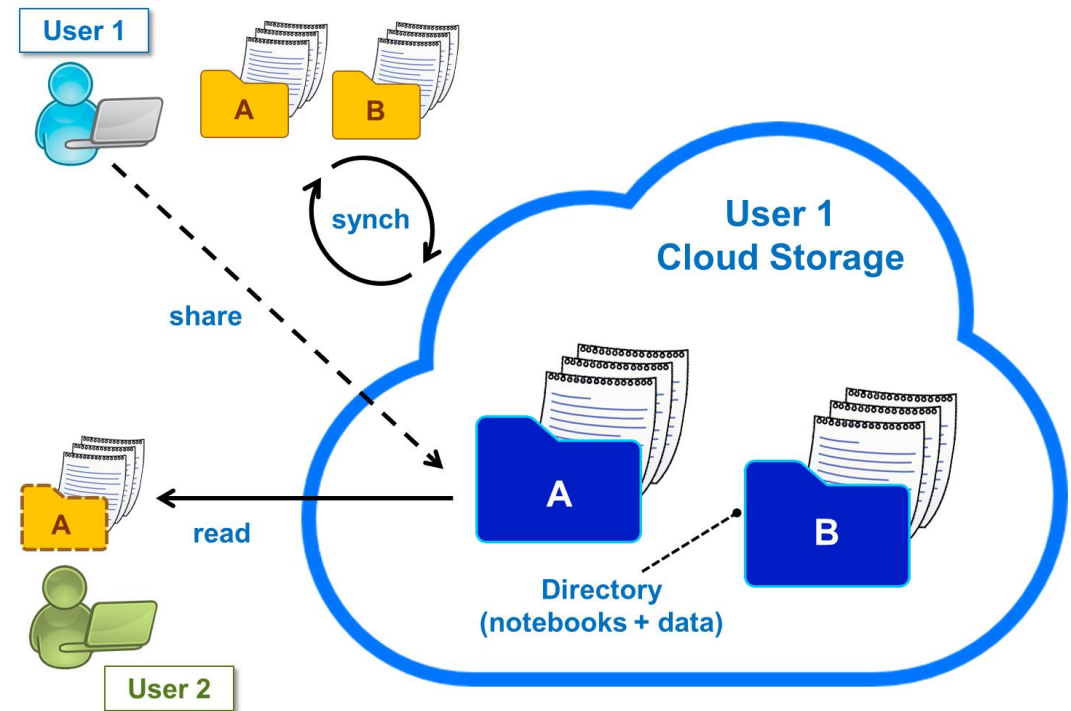 User 1
A
B
synch
User 1
Cloud Storage
share
A
read
A
B
Directory
(notebooks + data)
User 2